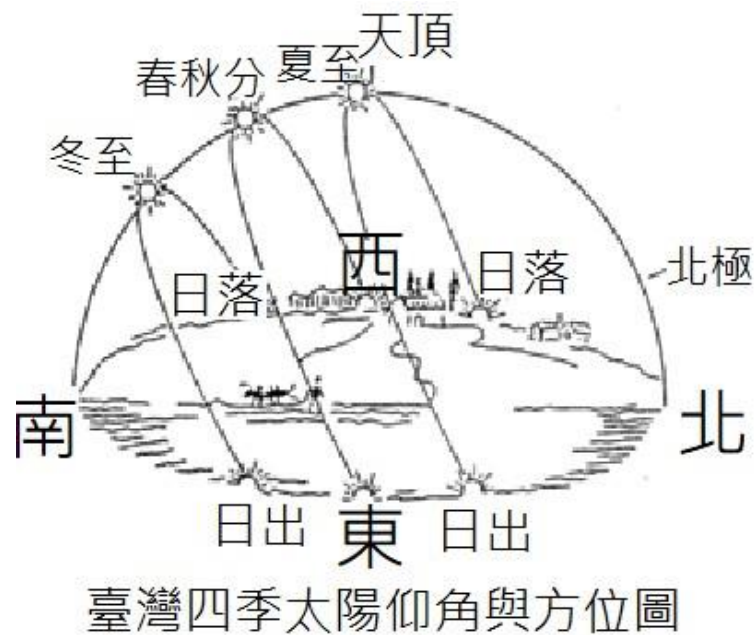 天頂
夏至
春秋分
冬至
西
北極
日落
日落
南
北
日出
東
日出
臺灣四季太陽仰角與方位圖